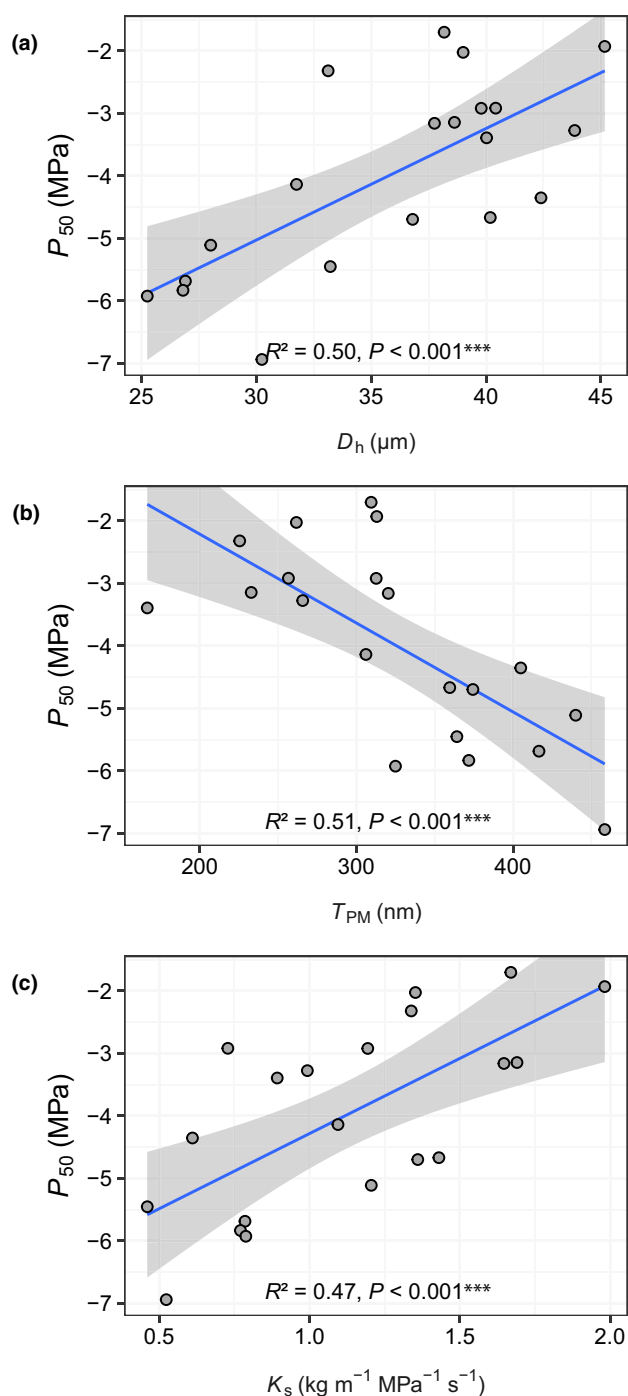 (a)
−2
−3
−4
−5
−6
−7
P50 (MPa)
R² = 0.50, P < 0.001***
25 30 35 40 45
Dh (µm)
(b)
−2
−3
−4
−5
−6
−7
P50 (MPa)
R² = 0.51, P < 0.001***
200 300 400
TPM (nm)
(c)
−2
−3
−4
−5
−6
−7
P50 (MPa)
R² = 0.47, P < 0.001***
0.5 1.0 1.5 2.0
Ks (kg m⁻¹ MPa⁻¹ s⁻¹)